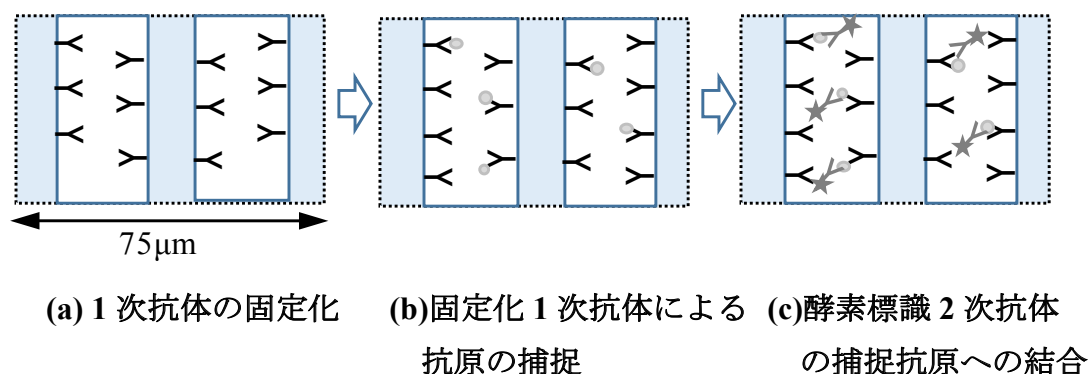 75μm
(a) 1 次抗体の固定化
(b)固定化 1 次抗体による
抗原の捕捉
(c)酵素標識 2 次抗体
の捕捉抗原への結合